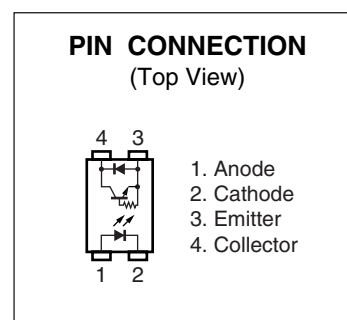 PIN CONNECTION
(Top View)
4 3
1. Anode
2. Cathode
3. Emitter
4. Collector
1 2